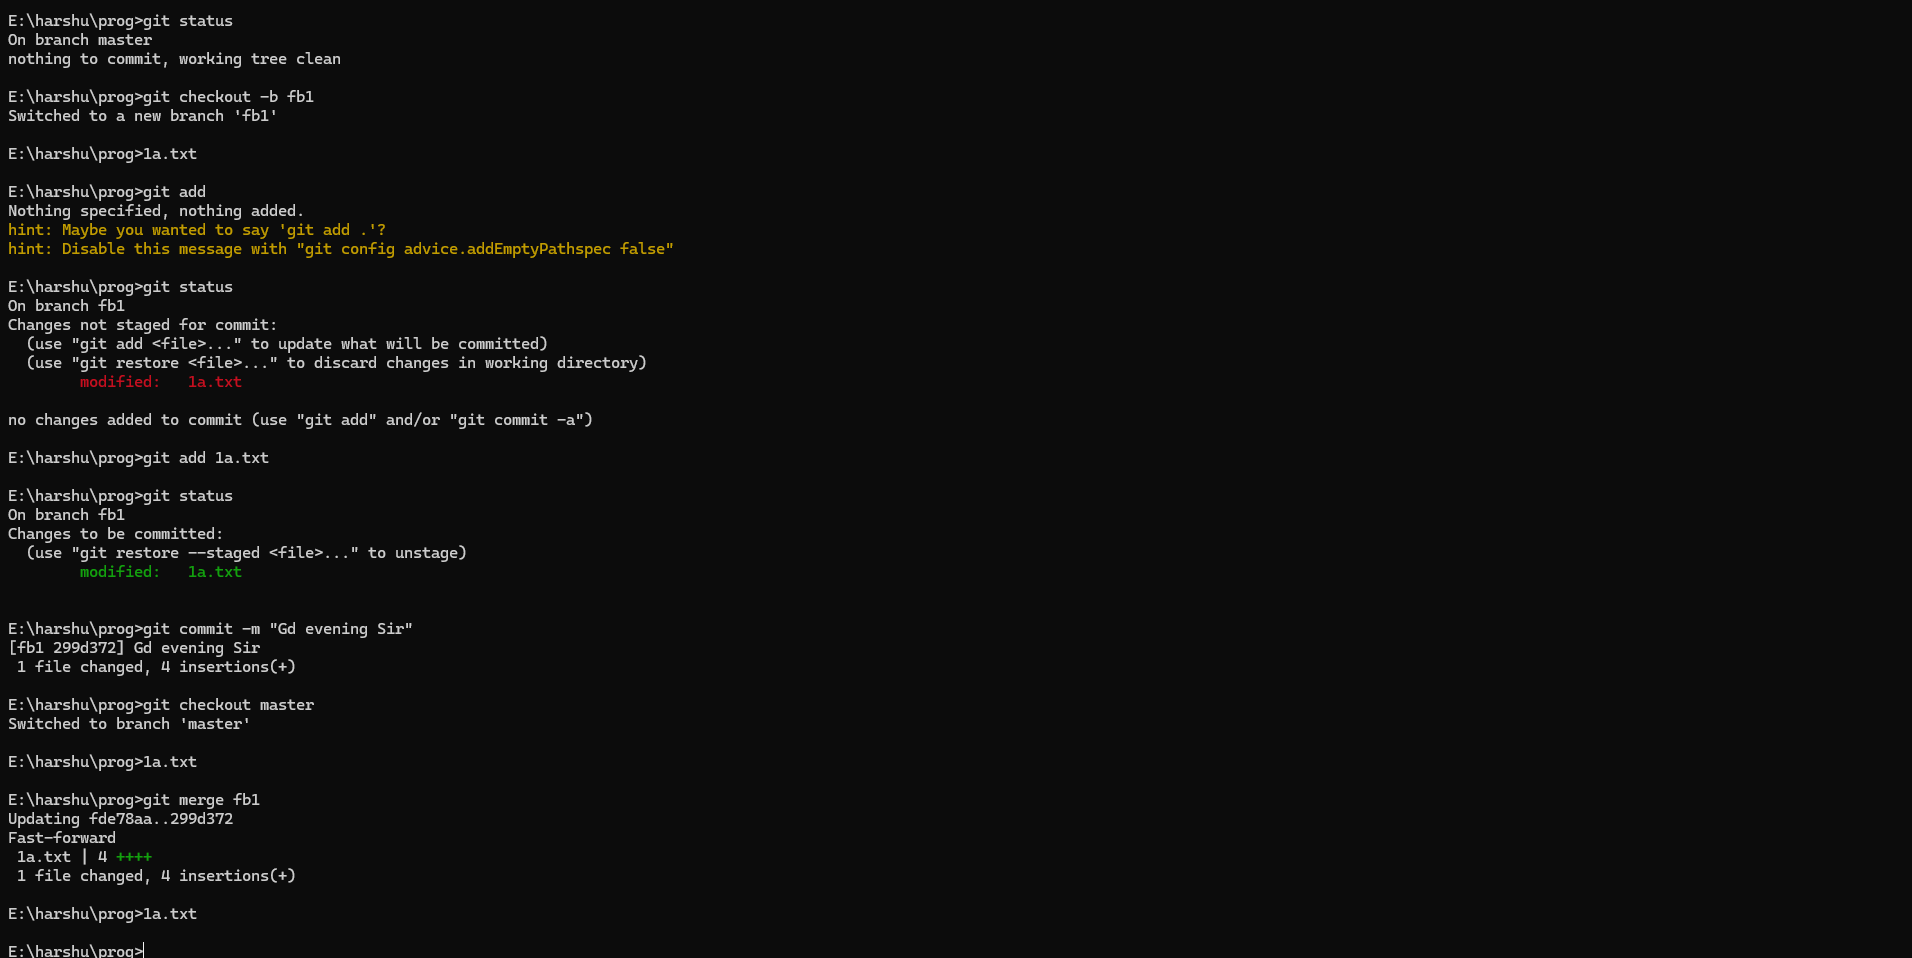 E:\harshu\prog>git status
On branch master
nothing to commit, working tree clean
E:\harshu\prog>git checkout -b fb1
Switched to a new branch 'fb1'
E:\harshu\prog>1a.txt
E:\harshu\prog>git add
Nothing specified, nothing added.
hint: Maybe you wanted to say 'git add .'?
hint: Disable this message with "git config advice.addEmptyPathspec false"
E:\harshu\prog>git status
On branch fb1
Changes not staged for commit:
  (use "git add <file>..." to update what will be committed)
  (use "git restore <file>..." to discard changes in working directory)
        modified:   1a.txt
no changes added to commit (use "git add" and/or "git commit -a")
E:\harshu\prog>git add 1a.txt
E:\harshu\prog>git status
On branch fb1
Changes to be committed:
  (use "git restore --staged <file>..." to unstage)
        modified:   1a.txt
E:\harshu\prog>git commit -m "Gd evening Sir"
[fb1 299d372] Gd evening Sir
 1 file changed, 4 insertions(+)
E:\harshu\prog>git checkout master
Switched to branch 'master'
E:\harshu\prog>1a.txt
E:\harshu\prog>git merge fb1
Updating fde78aa..299d372
Fast-forward
 1a.txt | 4 ++++
 1 file changed, 4 insertions(+)
E:\harshu\prog>1a.txt
E:\harshu\prog>